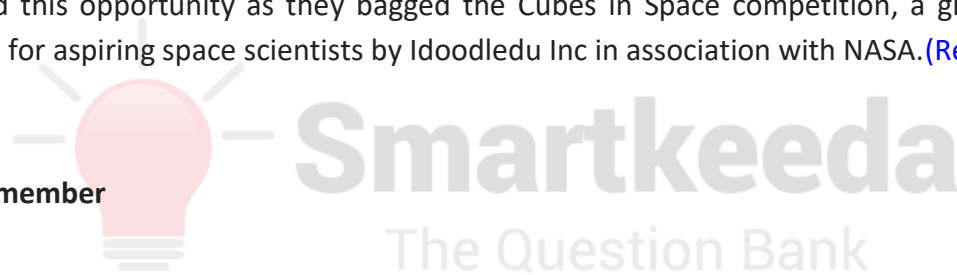 d this opportunity as they bagged the Cubes in Space competition, a gl
for aspiring space scientists by Idoodledu Inc in association with NASA.(Re
Smartkeeda
member
The Question Bank